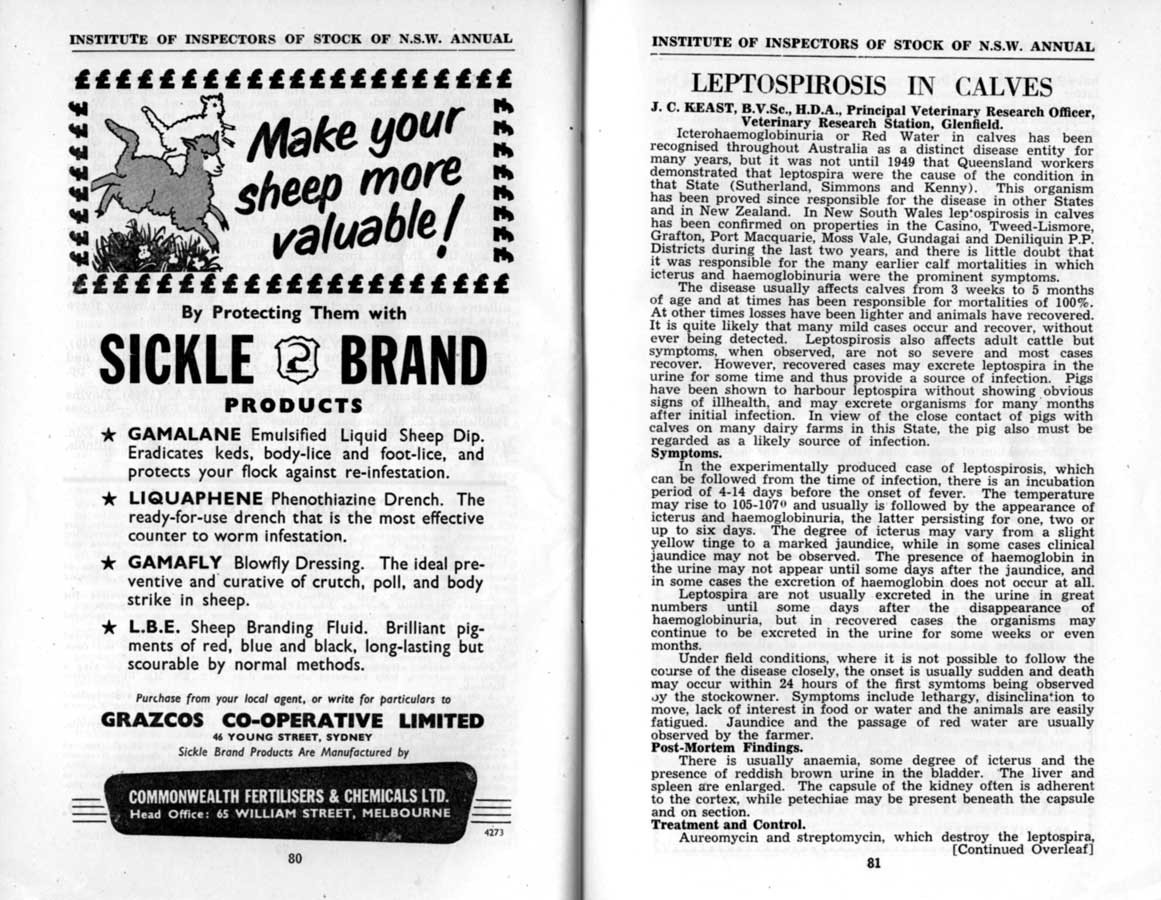 INSTITUTE OF INSPECTORS OF STOCK OF N.S.W. ANNUAL
£££££££££££££££££££££
Make your
sheep more
valuable!
£££££££££££££££££££££
By Protecting Them with
SICKLE BRAND
PRODUCTS
★ GAMALANE Emulsified Liquid Sheep Dip.
Eradicates keds, body-lice and foot-lice, and
protects your flock against re-infestation.
★ LIQUAPHENE Phenothiazine Drench. The
ready-for-use drench that is the most effective
counter to worm infestation.
★ GAMAFLY Blowfly Dressing. The ideal pre-
ventive and curative of crutch, poll, and body
strike in sheep.
★ L.B.E. Sheep Branding Fluid. Brilliant pig-
ments of red, blue and black, long-lasting but
scourable by normal methods.
Purchase from your local agent, or write for particulars to
GRAZCOS CO-OPERATIVE LIMITED
46 YOUNG STREET, SYDNEY
Sickle Brand Products Are Manufactured by
COMMONWEALTH FERTILISERS & CHEMICALS LTD.
Head Office: 65 WILLIAM STREET, MELBOURNE
4273
80
INSTITUTE OF INSPECTORS OF STOCK OF N.S.W. ANNUAL
LEPTOSPIROSIS IN CALVES
J. C. KEAST, B.V.Sc., H.D.A., Principal Veterinary Research Officer,
Veterinary Research Station, Glenfield.
Icterohaemoglobinuria or Red Water in calves has been
recognised throughout Australia as a distinct disease entity for
many years, but it was not until 1949 that Queensland workers
demonstrated that leptospira were the cause of the condition in
that State (Sutherland, Simmons and Kenny). This organism
has been proved since responsible for the disease in other States
and in New Zealand. In New South Wales lep'ospirosis in calves
has been confirmed on properties in the Casino, Tweed-Lismore,
Grafton, Port Macquarie, Moss Vale, Gundagai and Deniliquin P.P.
Districts during the last two years, and there is little doubt that
it was responsible for the many earlier calf mortalities in which
icterus and haemoglobinuria were the prominent symptoms.
The disease usually affects calves from 3 weeks to 5 months
of age and at times has been responsible for mortalities of 100%.
At other times losses have been lighter and animals have recovered.
It is quite likely that many mild cases occur and recover, without
ever being detected. Leptospirosis also affects adult cattle but
symptoms, when observed, are not so severe and most cases
recover. However, recovered cases may excrete leptospira in the
urine for some time and thus provide a source of infection. Pigs
have been shown to harbour leptospira without showing obvious
signs of illhealth, and may excrete organisms for many months
after initial infection. In view of the close contact of pigs with
calves on many dairy farms in this State, the pig also must be
regarded as a likely source of infection.
Symptoms.
In the experimentally produced case of leptospirosis, which
can be followed from the time of infection, there is an incubation
period of 4-14 days before the onset of fever. The temperature
may rise to 105-107⁰ and usually is followed by the appearance of
icterus and haemoglobinuria, the latter persisting for one, two or
up to six days. The degree of icterus may vary from a slight
yellow tinge to a marked jaundice, while in some cases clinical
jaundice may not be observed. The presence of haemoglobin in
the urine may not appear until some days after the jaundice, and
in some cases the excretion of haemoglobin does not occur at all.
Leptospira are not usually excreted in the urine in great
numbers until some days after the disappearance of
haemoglobinuria, but in recovered cases the organisms may
continue to be excreted in the urine for some weeks or even
months.
Under field conditions, where it is not possible to follow the
course of the disease closely, the onset is usually sudden and death
may occur within 24 hours of the first symtoms being observed
by the stockowner. Symptoms include lethargy, disinclina'ion to
move, lack of interest in food or water and the animals are easily
fatigued. Jaundice and the passage of red water are usually
observed by the farmer.
Post-Mortem Findings.
There is usually anaemia, some degree of icterus and the
presence of reddish brown urine in the bladder. The liver and
spleen are enlarged. The capsule of the kidney often is adherent
to the cortex, while petechiae may be present beneath the capsule
and on section.
Treatment and Control.
Aureomycin and streptomycin, which destroy the leptospira,
[Continued Overleaf]
81